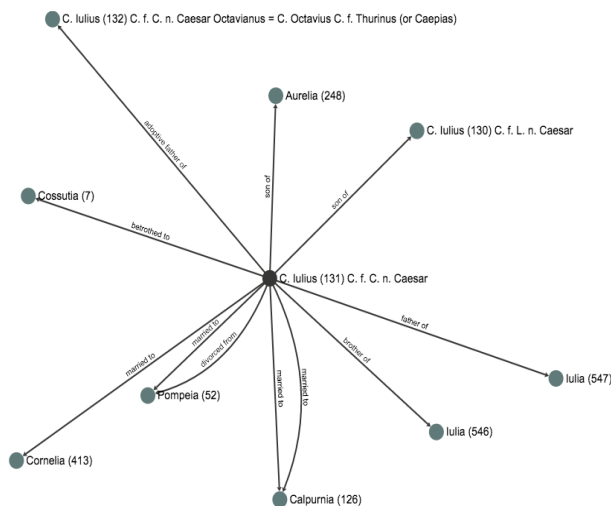 C. Iulius (132) C. f. C. n. Caesar Octavianus = C. Octavius C. f. Thurinus (or Caepias)
Aurelia (248)
C. Iulius (130) C. f. L. n. Caesar
adoptive father of
son of
son of
Cossutia (7)
betrothed to
C. Iulius (131) C. f. C. n. Caesar
father of
married to
divorced from
brother of
married to
married to
married to
Iulia (547)
Pompeia (52)
Iulia (546)
Cornelia (413)
Calpurnia (126)